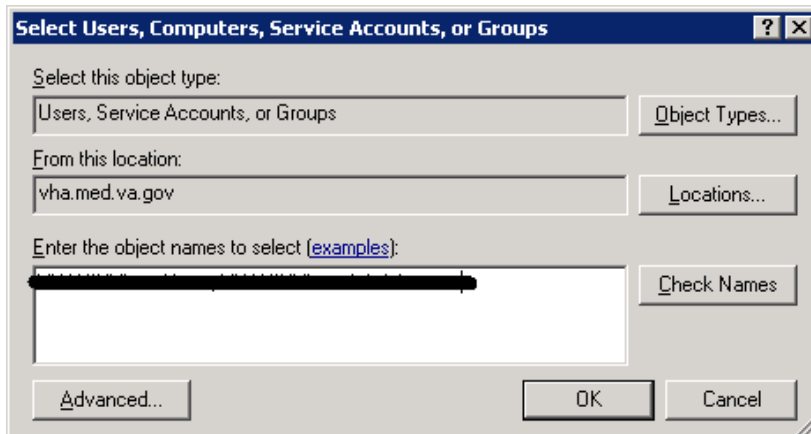 Select Users, Computers, Service Accounts, or Groups
Select this object type:
Users, Service Accounts, or Groups
Object Types...
From this location:
vha.med.va.gov
Locations...
Enter the object names to select (examples):
Check Names
Advanced...
OK
Cancel